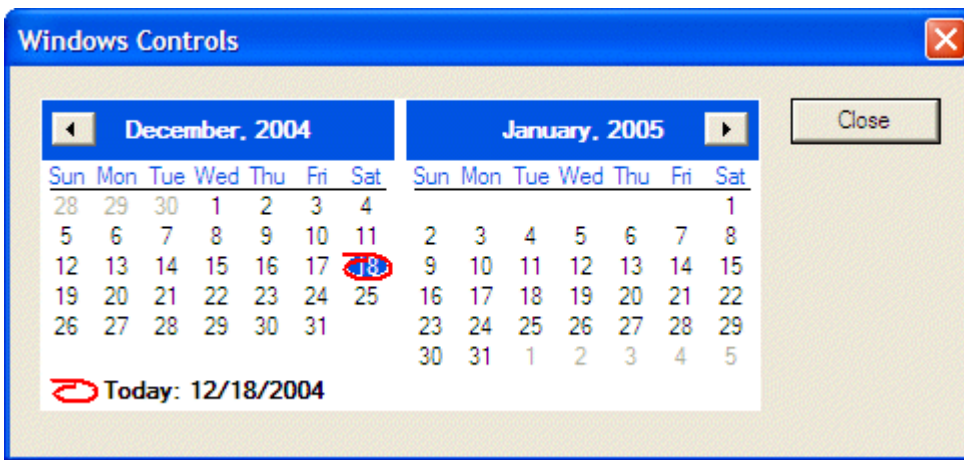 Windows Controls
Close
December, 2004 January, 2005
Sun Mon Tue Wed Thu Fri Sat Sun Mon Tue Wed Thu Fri Sat
28 29 30 1 2 3 4 1
5 6 7 8 9 10 11 2 3 4 5 6 7 8
12 13 14 15 16 17 18 9 10 11 12 13 14 15
19 20 21 22 23 24 25 16 17 18 19 20 21 22
26 27 28 29 30 31 23 24 25 26 27 28 29
30 31 1 2 3 4 5
Today: 12/18/2004